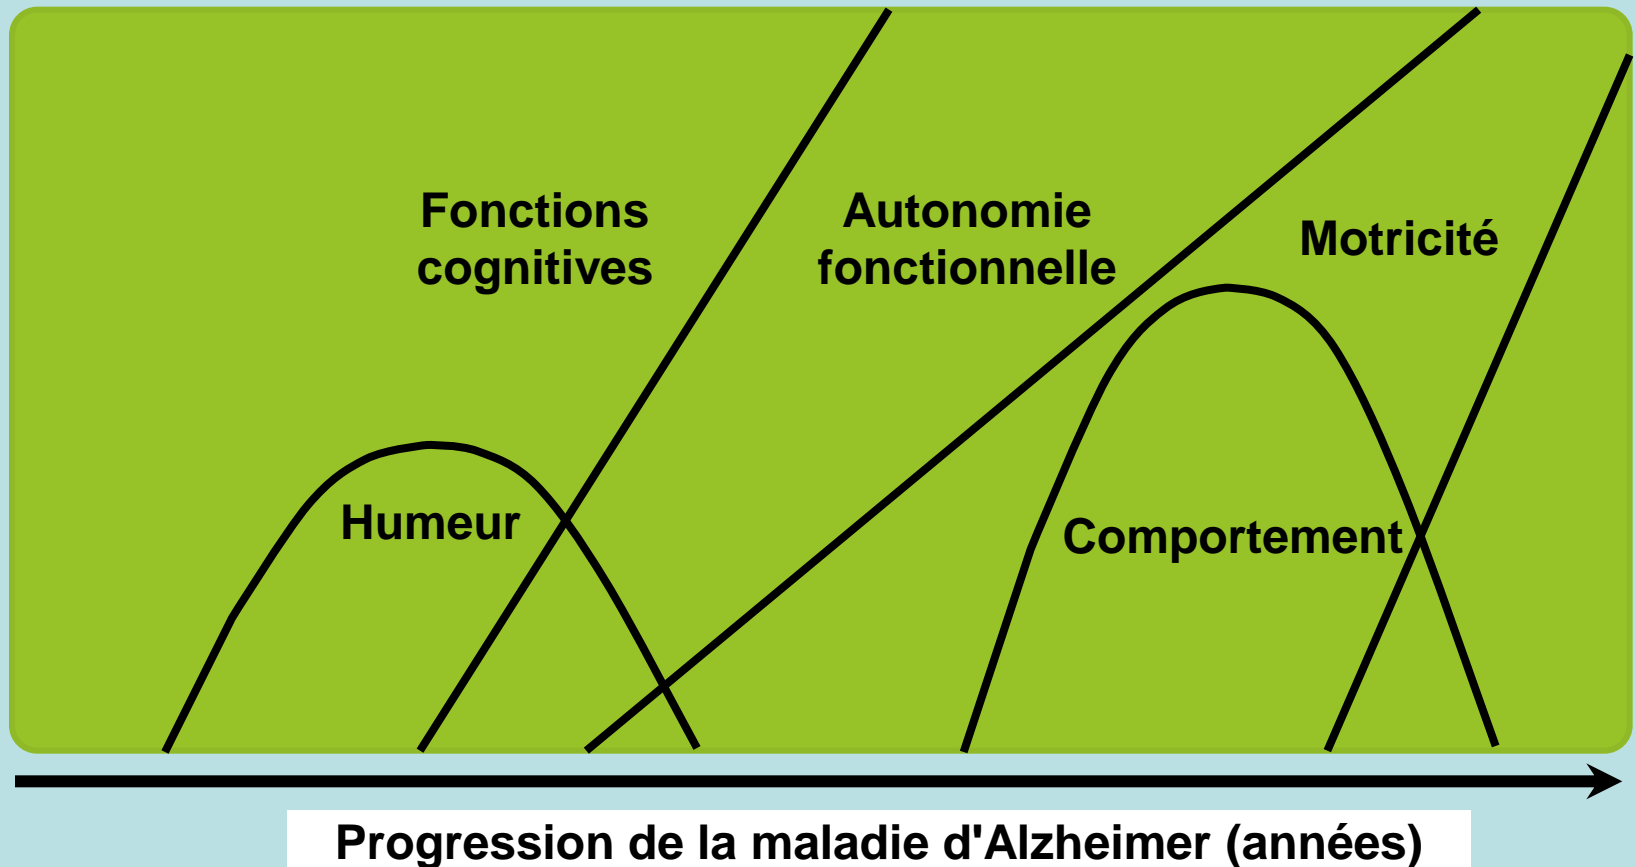 Fonctions
cognitives
Autonomie
fonctionnelle
Motricité
Humeur
Comportement
Progression de la maladie d'Alzheimer (années)